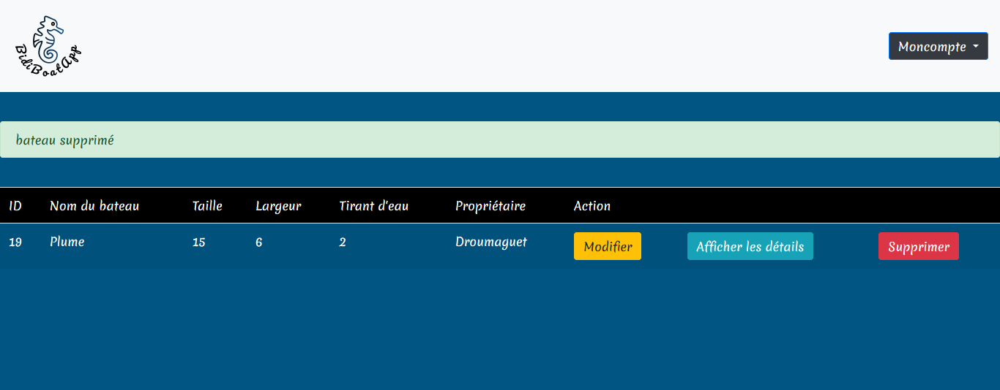 BidiBoatApp
Moncompte
bateau supprimé
ID Nom du bateau Taille Largeur Tirant d'eau Propriétaire Action
19 Plume 15 6 2 Droumaguet Modifier Afficher les détails Supprimer